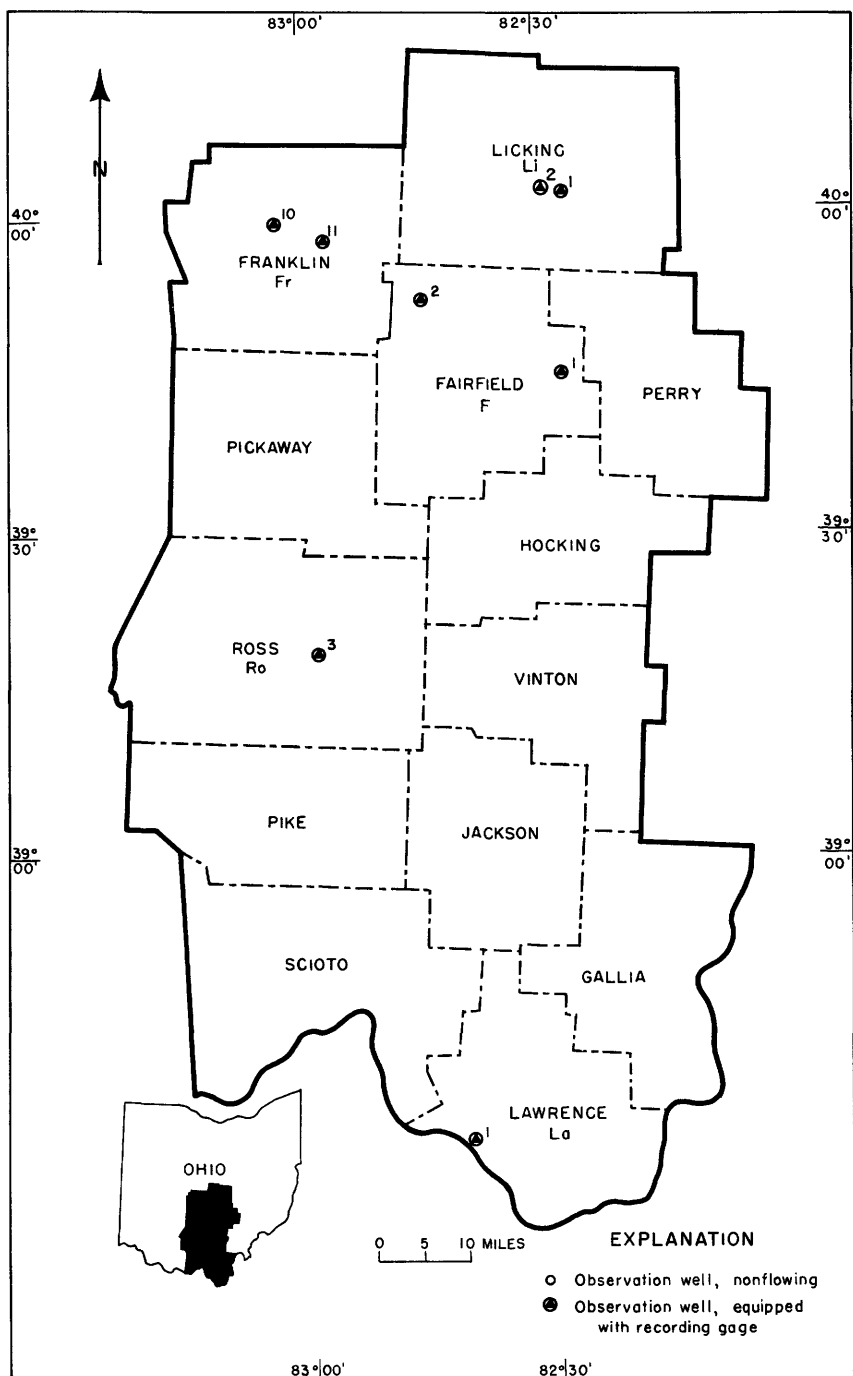 83°00'
82°30'
N
LICKING
Li
2
1
40°
00'
40°
00'
10
11
FRANKLIN
Fr
2
1
FAIRFIELD
F
PERRY
PICKAWAY
39°
30'
39°
30'
HOCKING
ROSS
Ro
3
VINTON
PIKE
JACKSON
39°
00'
39°
00'
SCIOTO
GALLIA
LAWRENCE
La
1
OHIO
0 5 10 MILES
EXPLANATION
Observation well, nonflowing
Observation well, equipped
with recording gage
83°00'
82°30'